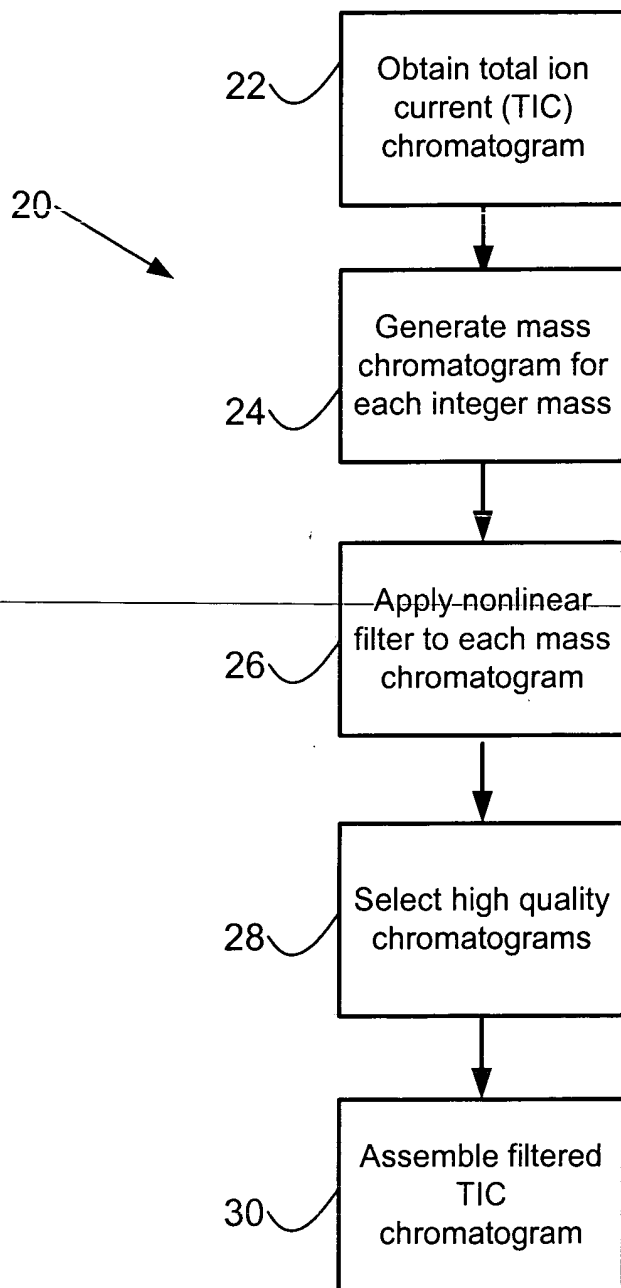 22
Obtain total ion
current (TIC)
chromatogram
20
24
Generate mass
chromatogram for
each integer mass
26
Apply nonlinear
filter to each mass
chromatogram
28
Select high quality
chromatograms
30
Assemble filtered
TIC
chromatogram